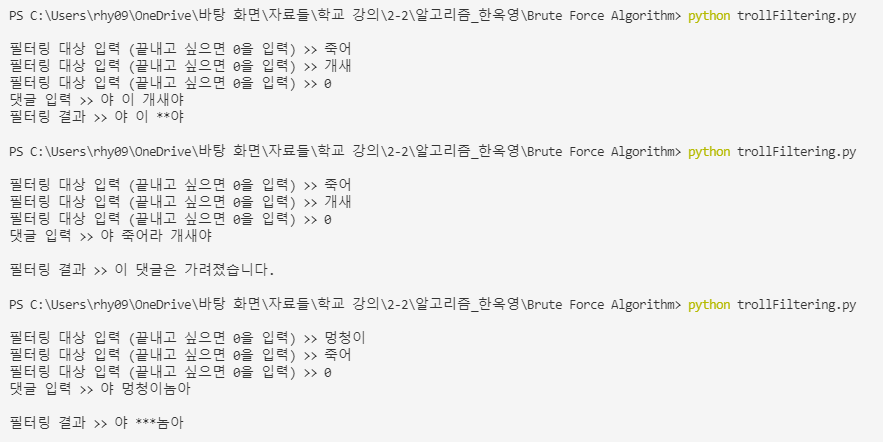 PS C:\Users\rhy09\OneDrive\바탕 화면\자료들\학교 강의\2-2\알고리즘_한옥영\Brute Force Algorithm> python trollFiltering.py
필터링 대상 입력 (끝내고 싶으면 0을 입력) >> 죽어
필터링 대상 입력 (끝내고 싶으면 0을 입력) >> 개새
필터링 대상 입력 (끝내고 싶으면 0을 입력) >> 0
댓글 입력 >> 야 이 개새야
필터링 결과 >> 야 이 **야
PS C:\Users\rhy09\OneDrive\바탕 화면\자료들\학교 강의\2-2\알고리즘_한옥영\Brute Force Algorithm> python trollFiltering.py
필터링 대상 입력 (끝내고 싶으면 0을 입력) >> 죽어
필터링 대상 입력 (끝내고 싶으면 0을 입력) >> 개새
필터링 대상 입력 (끝내고 싶으면 0을 입력) >> 0
댓글 입력 >> 야 죽어라 개새야
필터링 결과 >> 이 댓글은 가려졌습니다.
PS C:\Users\rhy09\OneDrive\바탕 화면\자료들\학교 강의\2-2\알고리즘_한옥영\Brute Force Algorithm> python trollFiltering.py
필터링 대상 입력 (끝내고 싶으면 0을 입력) >> 멍청이
필터링 대상 입력 (끝내고 싶으면 0을 입력) >> 죽어
필터링 대상 입력 (끝내고 싶으면 0을 입력) >> 0
댓글 입력 >> 야 멍청이놈아
필터링 결과 >> 야 ***놈아